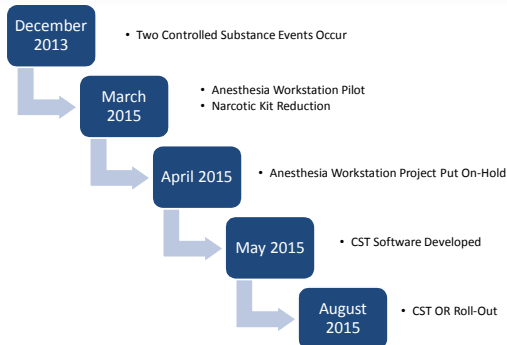 December
2013
• Two Controlled Substance Events Occur
March
2015
• Anesthesia Workstation Pilot
• Narcotic Kit Reduction
April 2015
• Anesthesia Workstation Project Put On-Hold
May 2015
• CST Software Developed
August
2015
• CST OR Roll-Out